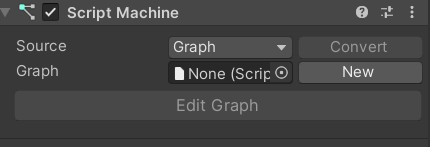 Script Machine
Source Graph Convert
Graph None (Scrip New
Edit Graph